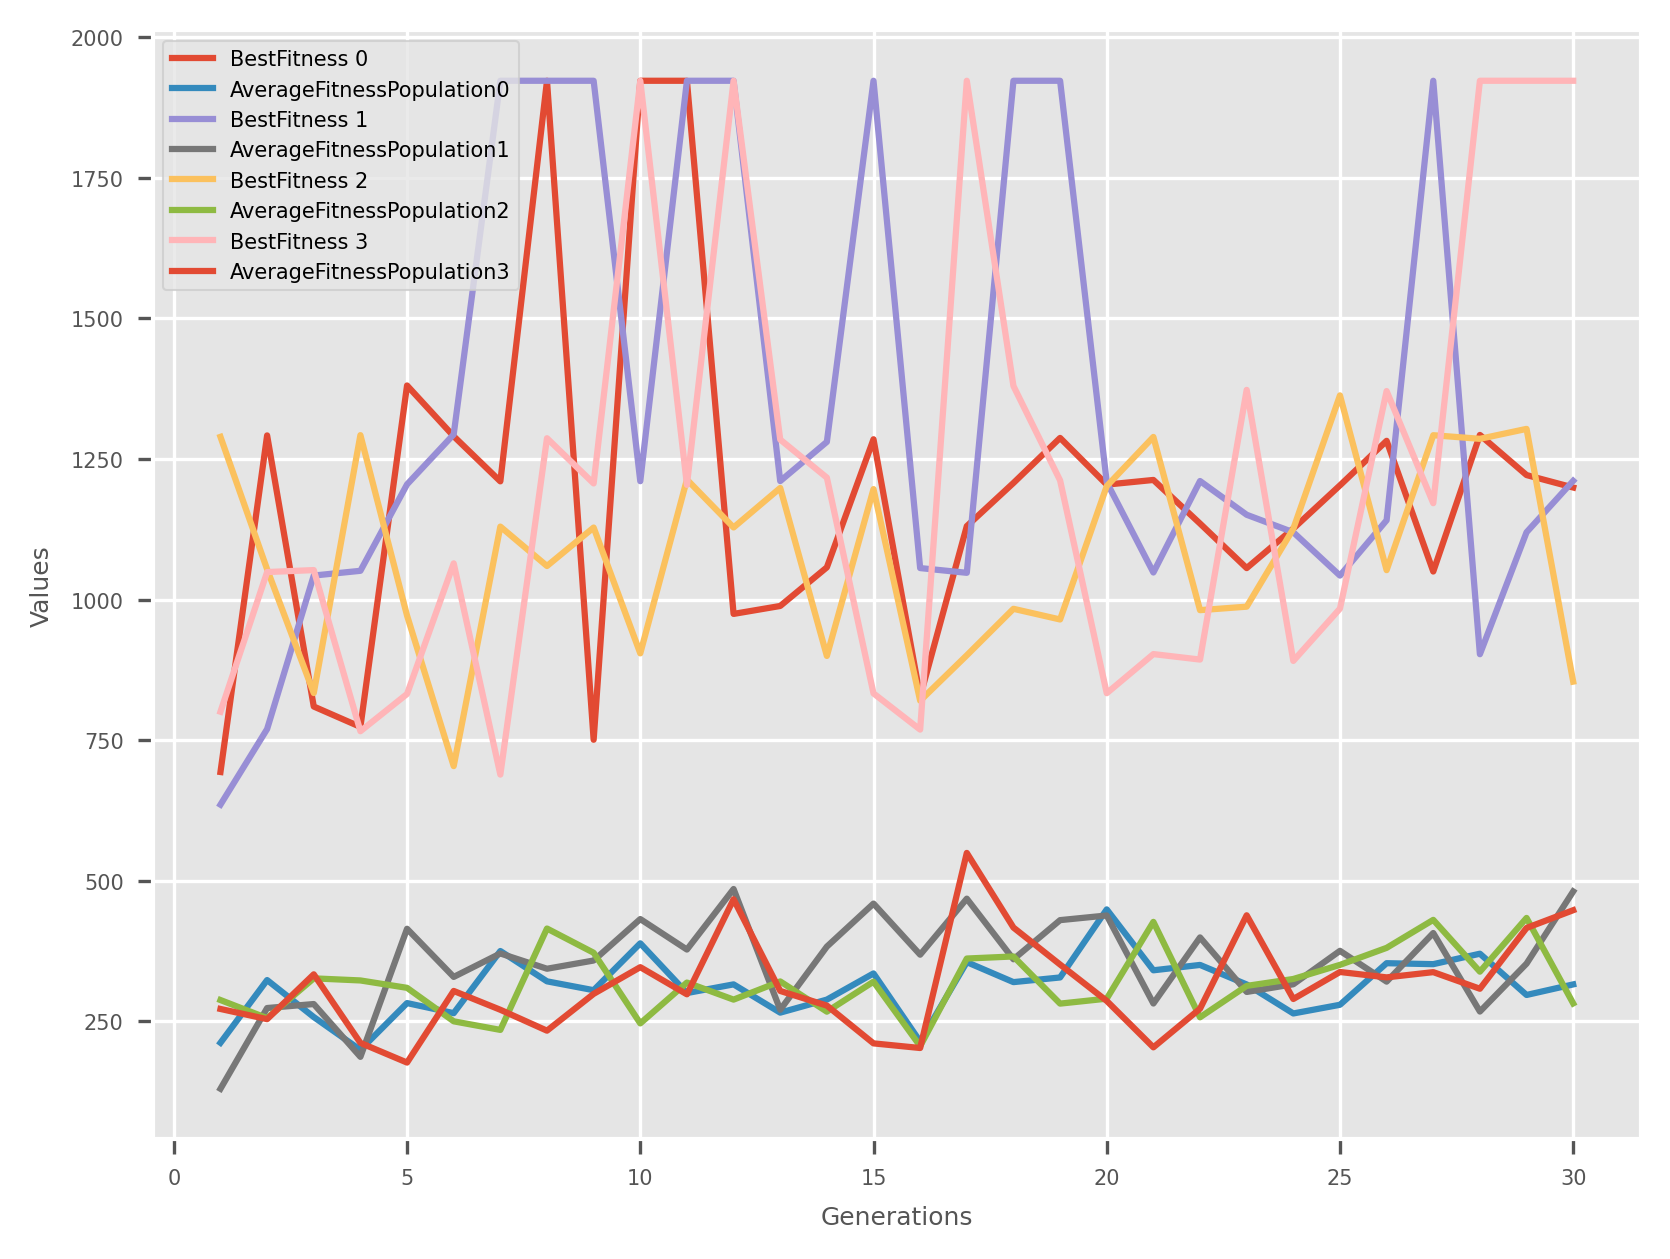 2000
1750
1500
1250
1000
750
500
250
Values
BestFitness 0
AverageFitnessPopulation0
BestFitness 1
AverageFitnessPopulation1
BestFitness 2
AverageFitnessPopulation2
BestFitness 3
AverageFitnessPopulation3
0 5 10 15 20 25 30
Generations